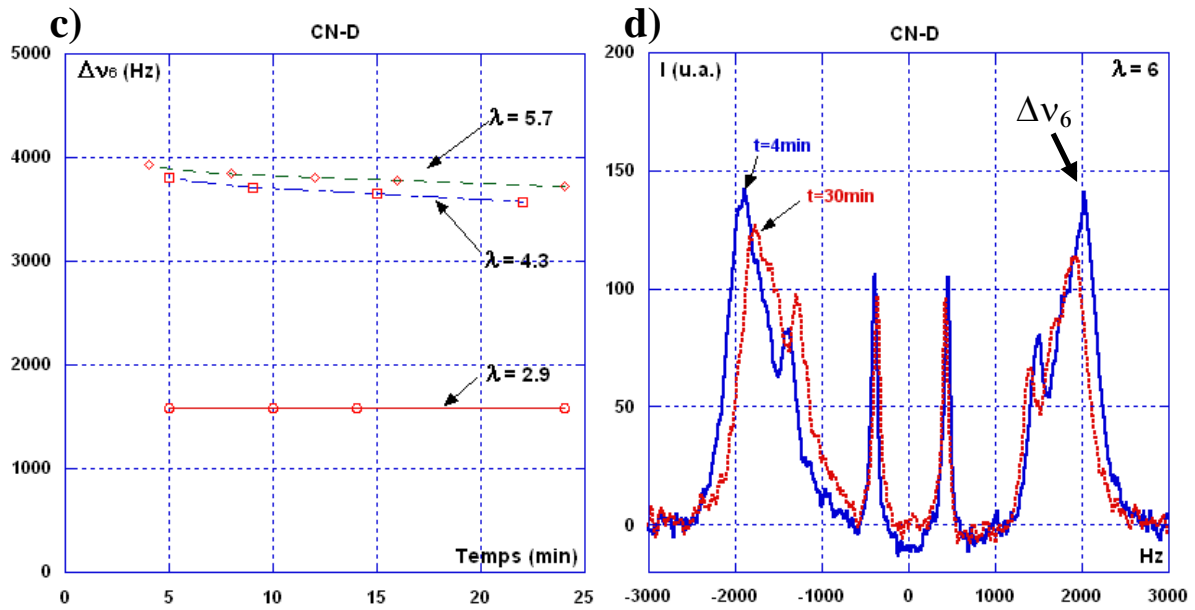 c)
CN-D
Δν6 (Hz)
5000
4000
3000
2000
1000
0
λ = 5.7
λ = 4.3
λ = 2.9
Temps (min)
0 5 10 15 20 25
d)
CN-D
I (u.a.)
λ = 6
Δν6
t=4min
t=30min
200
150
100
50
0
Hz
-3000 -2000 -1000 0 1000 2000 3000